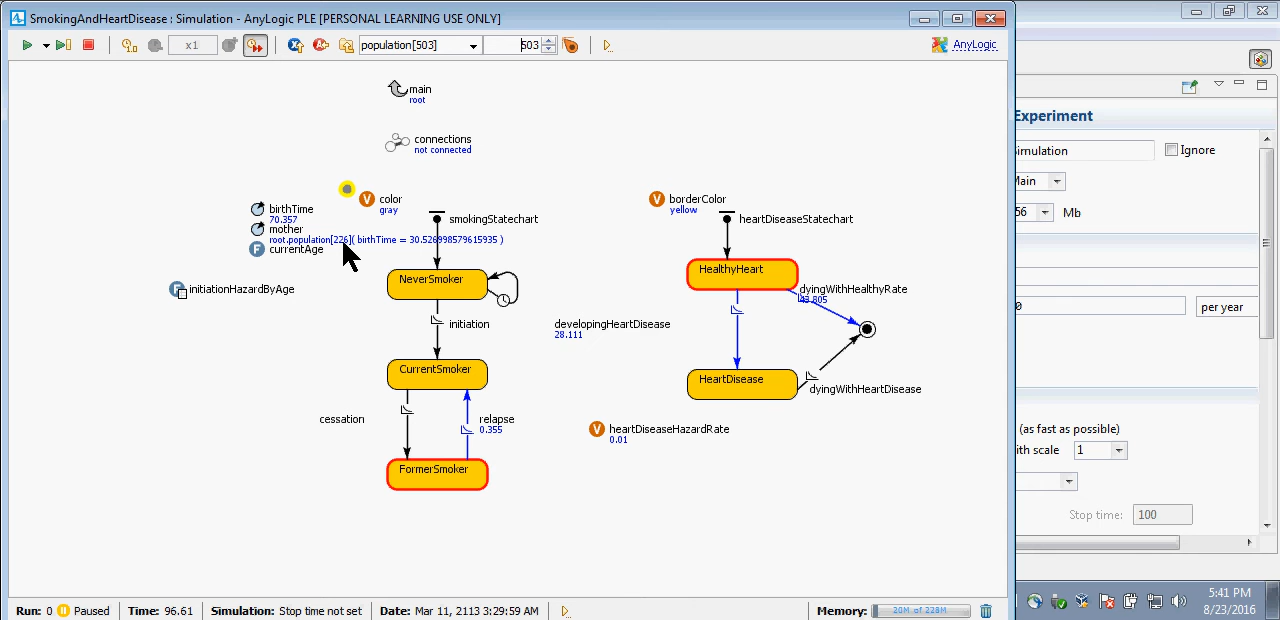 SmokingAndHeartDisease : Simulation - AnyLogic PLE [PERSONAL LEARNING USE ONLY]
x1
population[503]
503
AnyLogic
main
root
connections
not connected
color
gray
birthTime
70.357
mother
root.population[226]( birthTime = 30.526998579615935 )
currentAge
initiationHazardByAge
smokingStatechart
NeverSmoker
initiation
CurrentSmoker
cessation
relapse
0.355
FormerSmoker
borderColor
yellow
heartDiseaseStatechart
HealthyHeart
dyingWithHealthyRate
43.805
developingHeartDisease
28.111
HeartDisease
dyingWithHeartDisease
heartDiseaseHazardRate
0.01
Run: 0 Paused
Time: 96.61
Simulation: Stop time not set
Date: Mar 11, 2113 3:29:59 AM
Memory: 20M of 228M
Experiment
imulation
Ignore
Main
56
Mb
0
per year
(as fast as possible)
ith scale
1
Stop time:
100
5:41 PM
8/23/2016